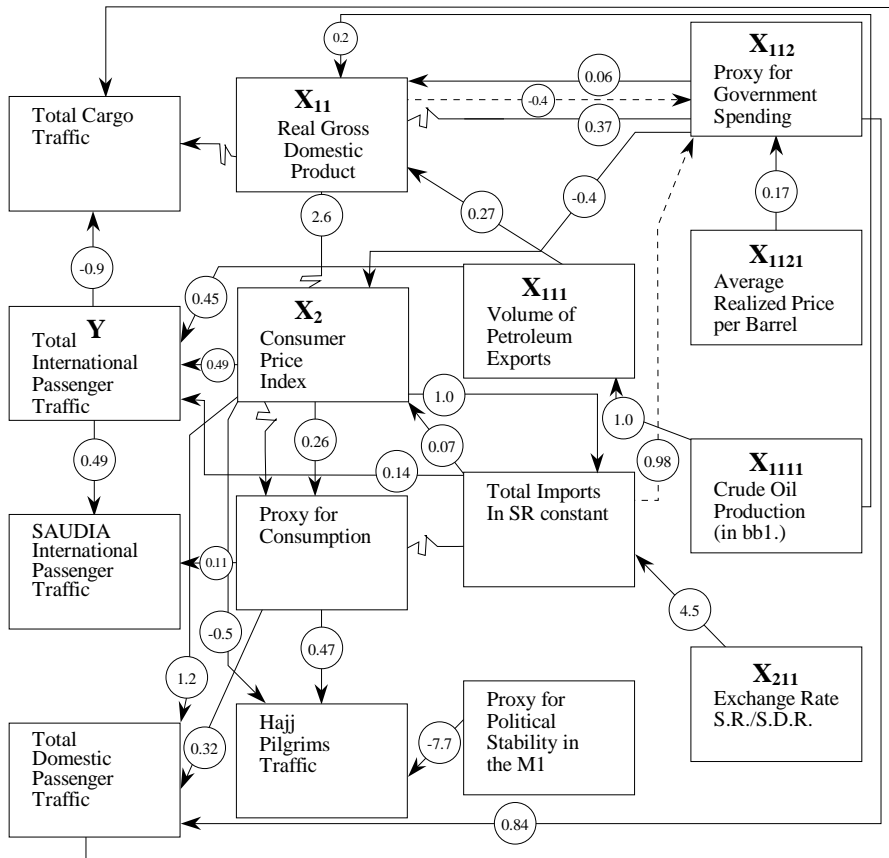 0.2
X112
Proxy for
Government
Spending
0.06
-0.4
0.37
X11
Real Gross
Domestic
Product
Total Cargo
Traffic
2.6
0.27
-0.4
0.17
X1121
Average
Realized Price
per Barrel
-0.9
0.45
X111
Volume of
Petroleum
Exports
X2
Consumer
Price
Index
Y
Total
International
Passenger
Traffic
0.49
1.0
1.0
0.07
0.26
0.49
0.14
0.98
X1111
Crude Oil
Production
(in bb1.)
Total Imports
In SR constant
Proxy for
Consumption
SAUDIA
International
Passenger
Traffic
0.11
4.5
-0.5
0.47
1.2
X211
Exchange Rate
S.R./S.D.R.
Proxy for
Political
Stability in
the M1
-7.7
Hajj
Pilgrims
Traffic
0.32
Total
Domestic
Passenger
Traffic
0.84